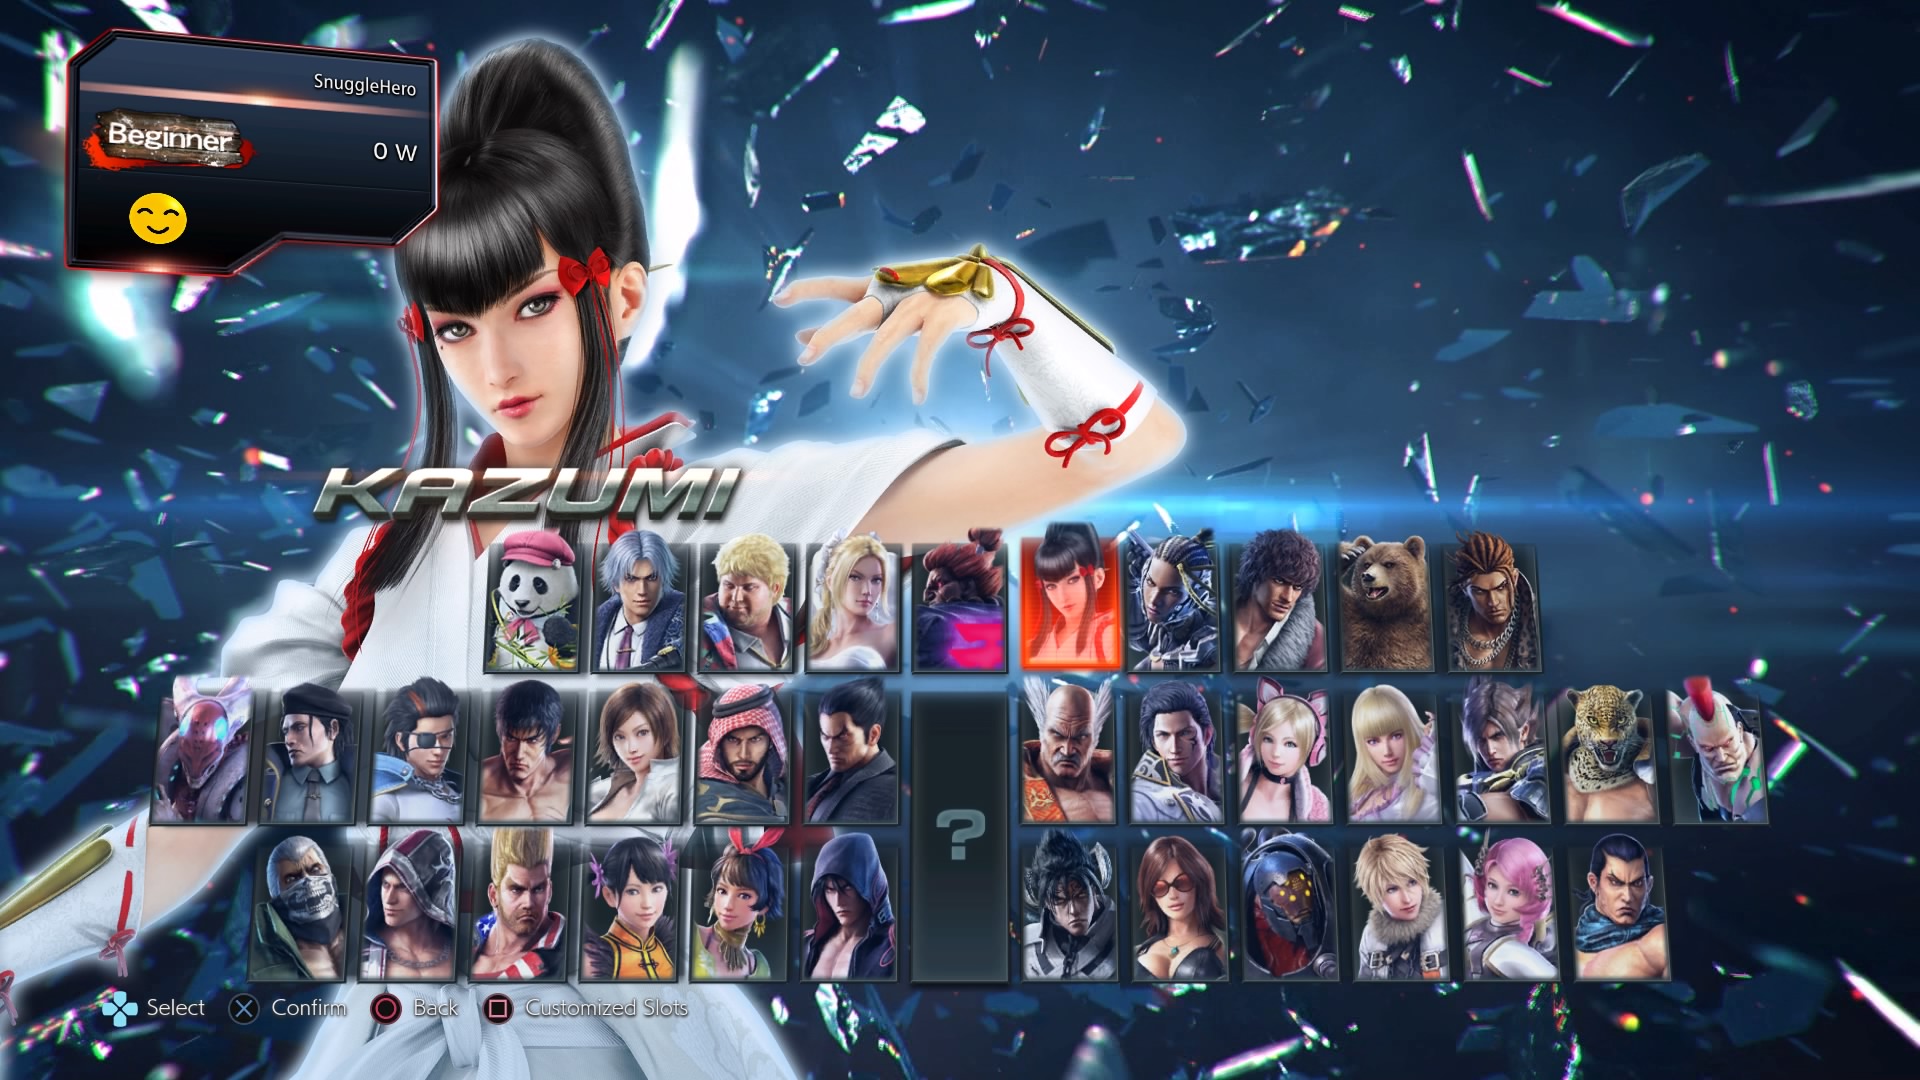 SnuggleHero
Beginner
0 W
KAZUMI
?
Select
Confirm
Back
Customized Slots